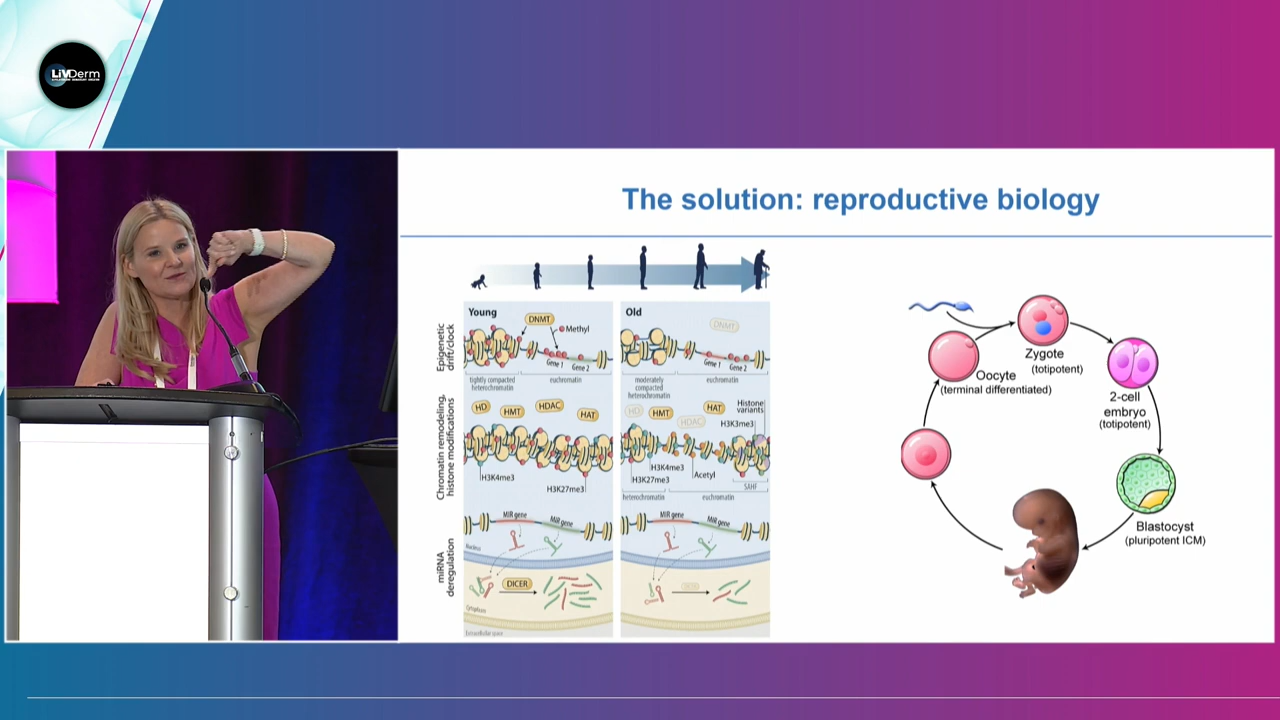 LiVDerm
The solution: reproductive biology
Epigenetic
drift/clock
Young
DNMT
Methyl
Gene 1
Gene 2
tightly compacted
heterochromatin
euchromatin
Old
DNMT
Gene 1
Gene 2
moderately
compacted
heterochromatin
euchromatin
Chromatin remodeling,
histone modifications
HD
HMT
HDAC
HAT
H3K4me3
H3K27me3
HD
HMT
HDAC
HAT
Histone
variants
H3K3me3
H3K4me3
H3K27me3
Acetyl
SAHF
heterochromatin
euchromatin
miRNA
deregulation
MIR gene
MIR gene
Nucleus
DICER
Cytoplasm
Extracellular space
MIR gene
MIR gene
Zygote
(totipotent)
Oocyte
(terminal differentiated)
2-cell
embryo
(totipotent)
Blastocyst
(pluripotent ICM)